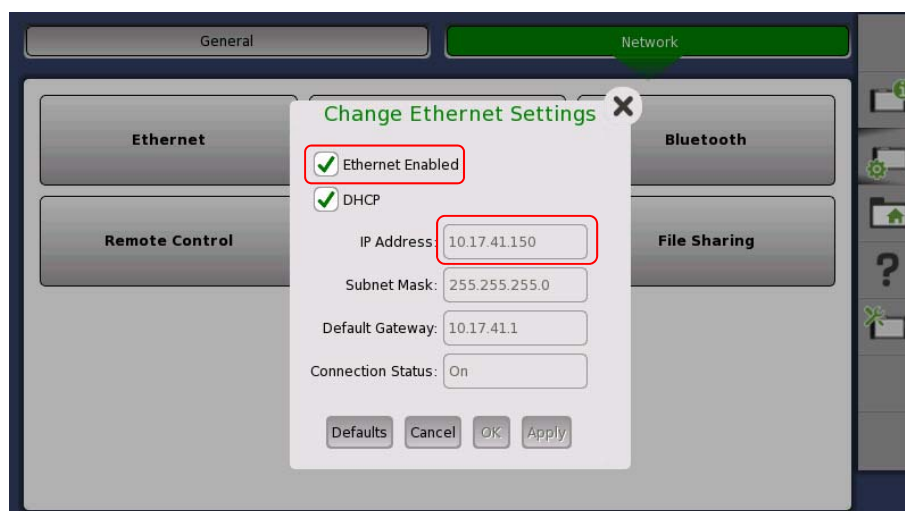 General
Network
Ethernet
Bluetooth
Remote Control
File Sharing
Change Ethernet Settings
Ethernet Enabled
DHCP
IP Address: 10.17.41.150
Subnet Mask: 255.255.255.0
Default Gateway: 10.17.41.1
Connection Status: On
Defaults Cancel OK Apply
?